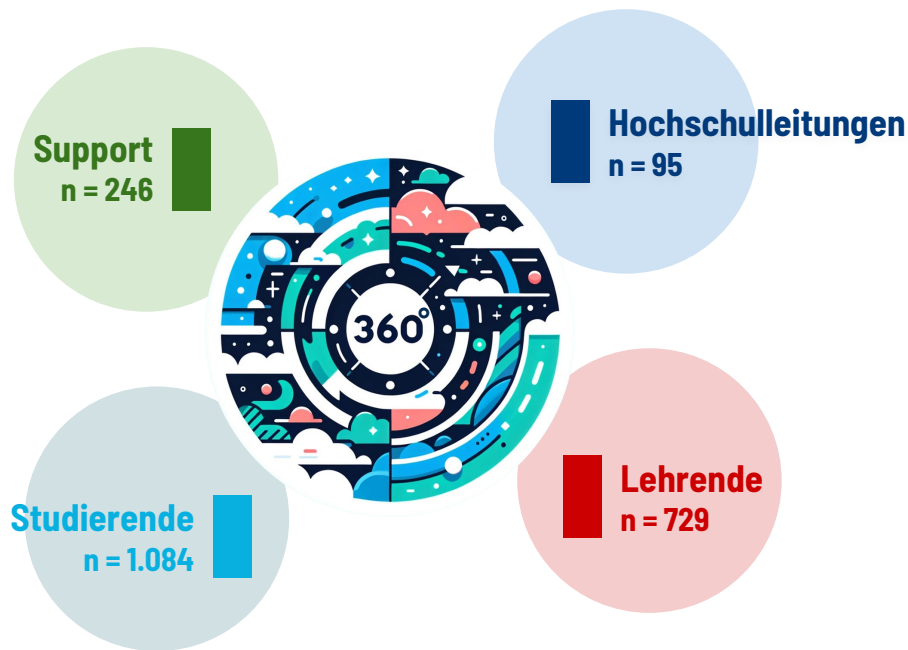 Support
n = 246
Hochschulleitungen
n = 95
360°
Studierende
n = 1.084
Lehrende
n = 729